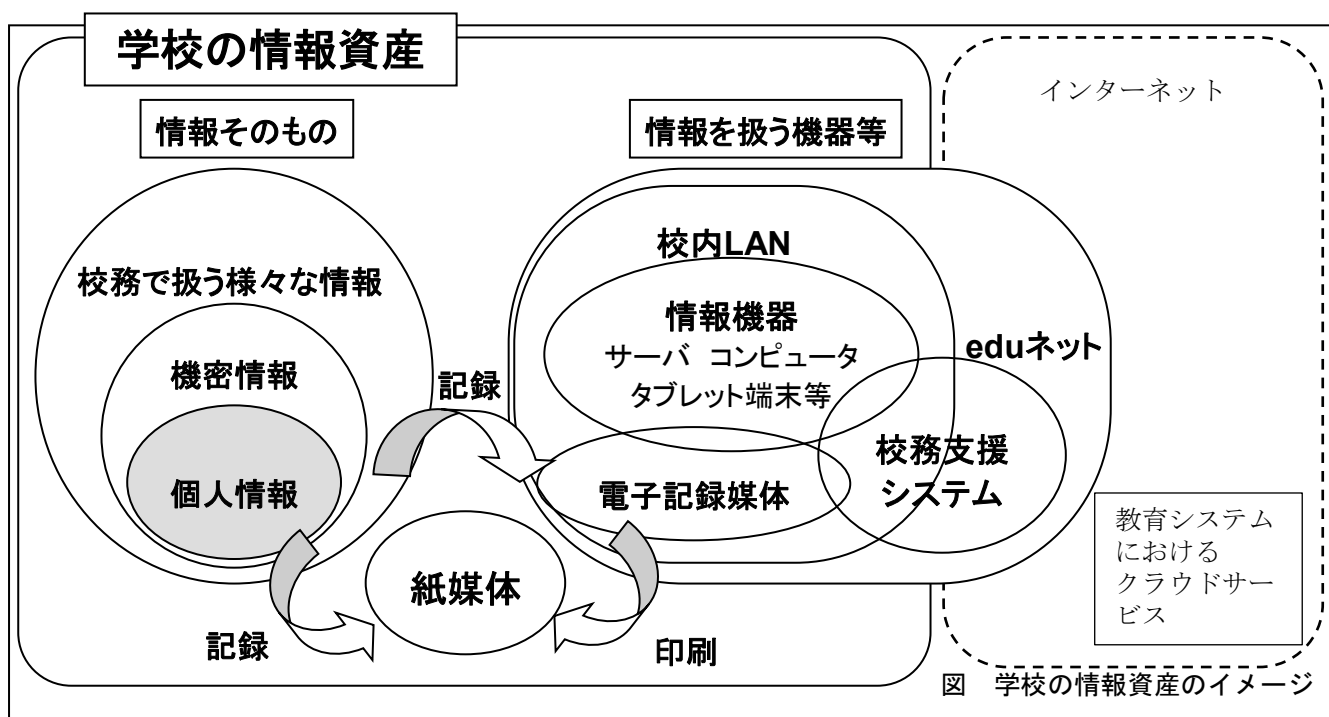 学校の情報資産
インターネット
情報そのもの
情報を扱う機器等
校内LAN
校務で扱う様々な情報
情報機器
サーバ　コンピュータ
タブレット端末等
eduネット
機密情報
記録
個人情報
電子記録媒体
校務支援
システム
教育システム
における
クラウドサー
ビス
紙媒体
記録
印刷
図　学校の情報資産のイメージ